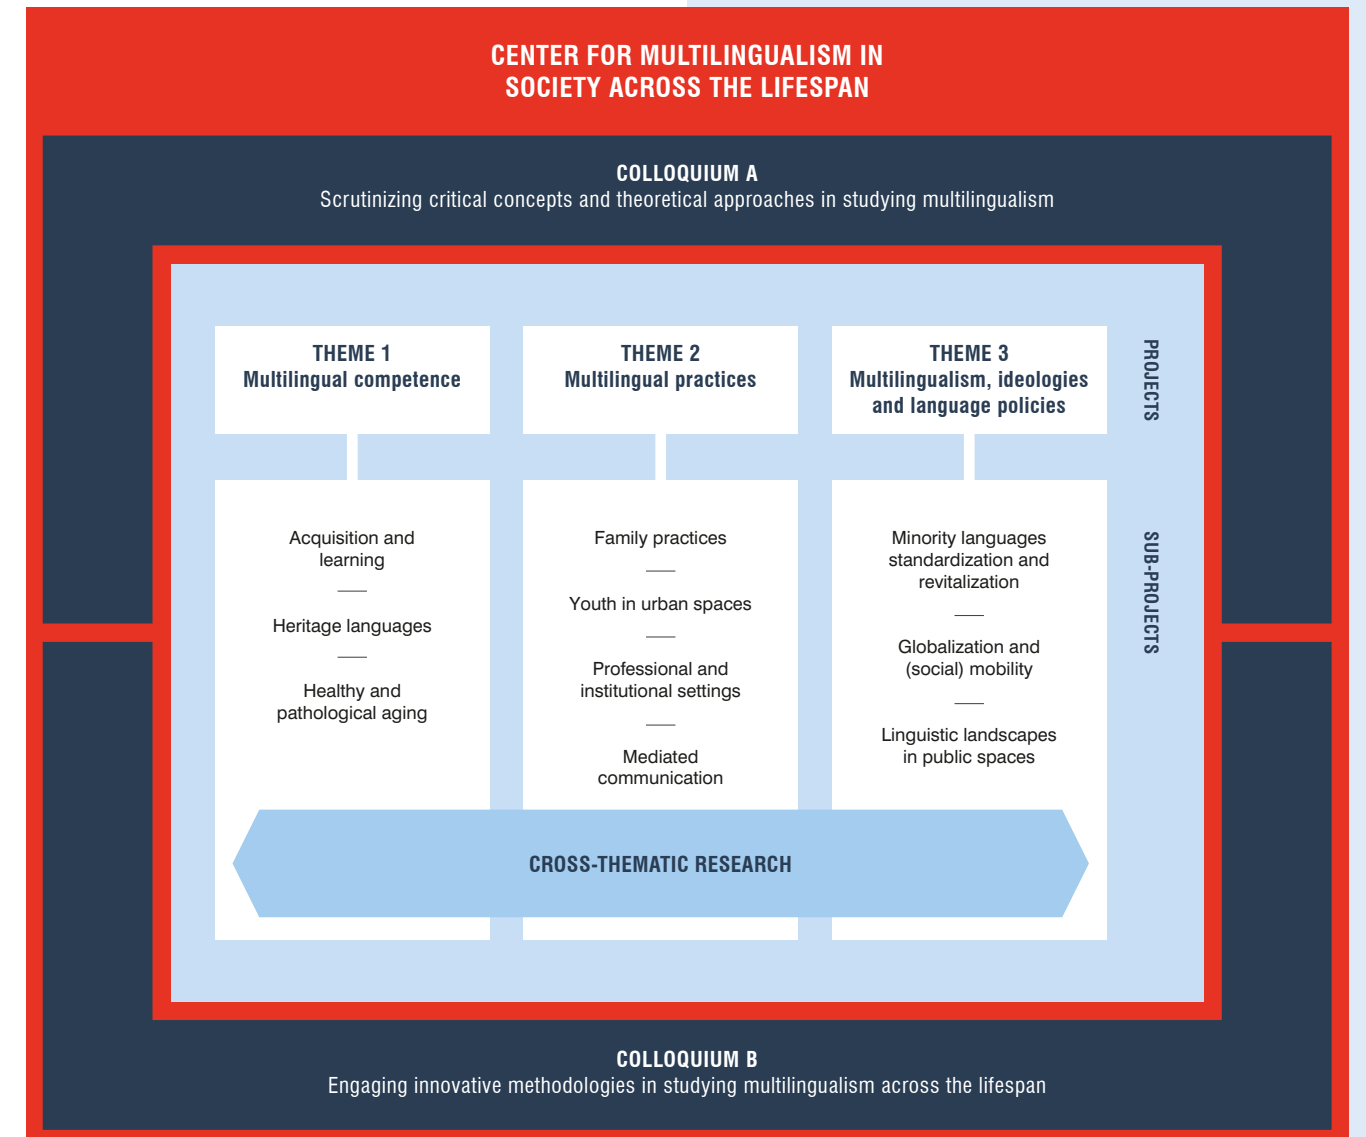 CENTER FOR MULTILINGUALISM IN
SOCIETY ACROSS THE LIFESPAN
COLLOQUIUM A
Scrutinizing critical concepts and theoretical approaches in studying multilingualism
THEME 1
Multilingual competence
THEME 2
Multilingual practices
THEME 3
Multilingualism, ideologies
and language policies
PROJECTS
Acquisition and
learning
Heritage languages
Healthy and
pathological aging
Family practices
Youth in urban spaces
Professional and
institutional settings
Mediated
communication
Minority languages
standardization and
revitalization
Globalization and
(social) mobility
Linguistic landscapes
in public spaces
SUB-PROJECTS
CROSS-THEMATIC RESEARCH
COLLOQUIUM B
Engaging innovative methodologies in studying multilingualism across the lifespan